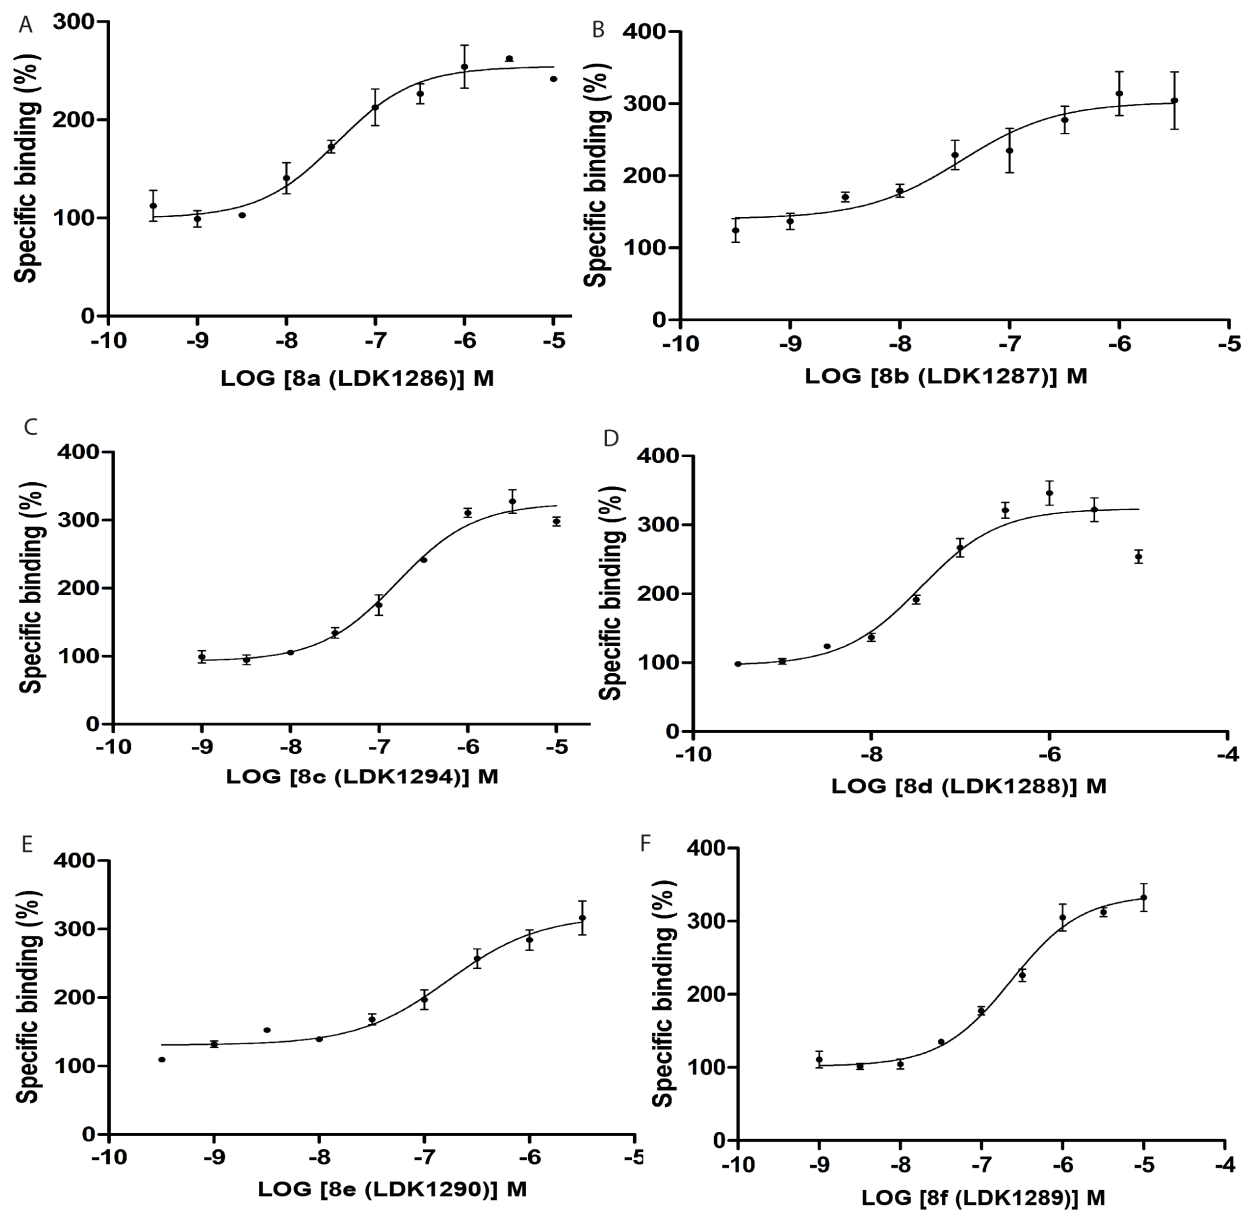 A
Specific binding (%)
300
200
100
0
-10 -9 -8 -7 -6 -5
LOG [8a (LDK1286)] M
B
Specific binding (%)
400
300
200
100
0
-10 -9 -8 -7 -6 -5
LOG [8b (LDK1287)] M
C
Specific binding (%)
400
300
200
100
0
-10 -9 -8 -7 -6 -5
LOG [8c (LDK1294)] M
D
Specific binding (%)
400
300
200
100
0
-10 -8 -6 -4
LOG [8d (LDK1288)] M
E
Specific binding (%)
400
300
200
100
0
-10 -9 -8 -7 -6 -5
LOG [8e (LDK1290)] M
F
Specific binding (%)
400
300
200
100
0
-10 -9 -8 -7 -6 -5 -4
LOG [8f (LDK1289)] M